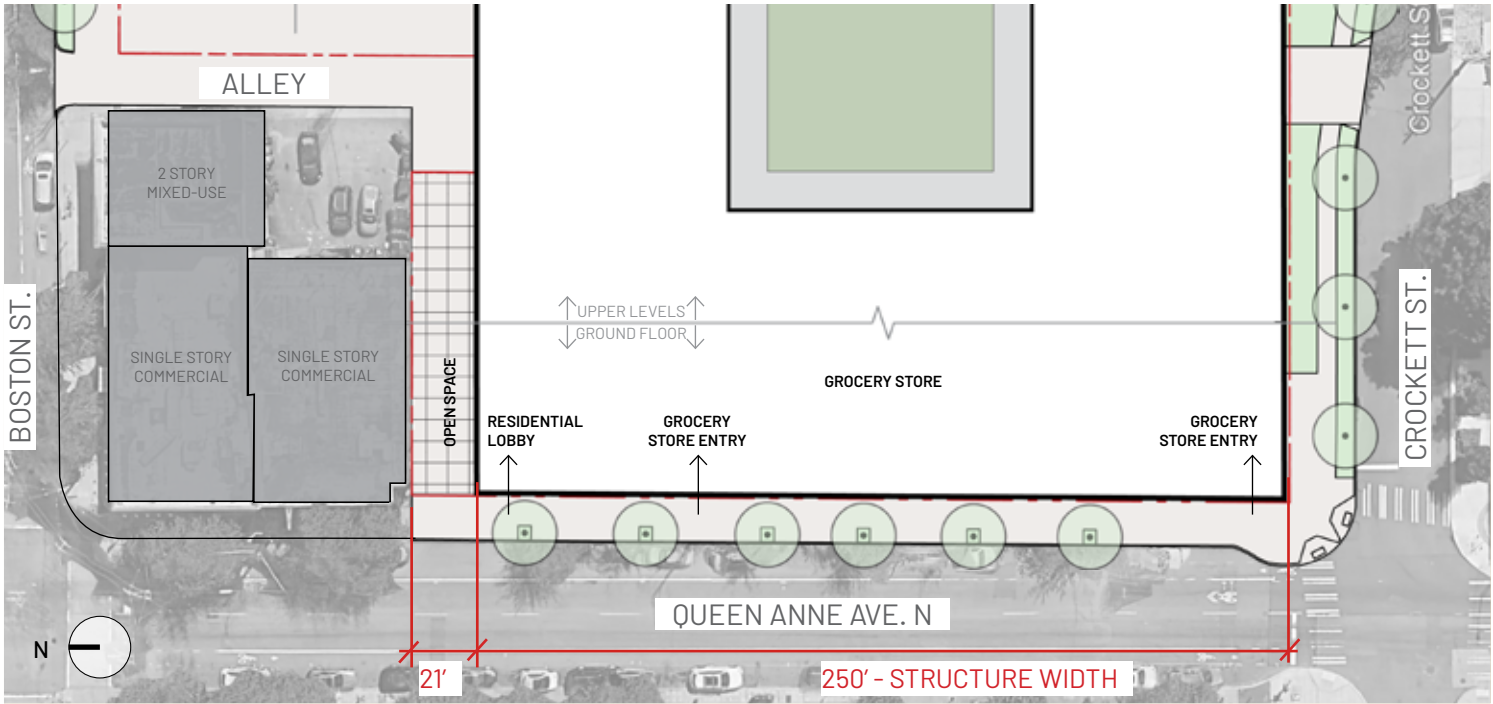 ALLEY
Crockett S
2 STORY
MIXED-USE
BOSTON ST.
SINGLE STORY
COMMERCIAL
SINGLE STORY
COMMERCIAL
OPEN SPACE
UPPER LEVELS
GROUND FLOOR
GROCERY STORE
RESIDENTIAL
LOBBY
GROCERY
STORE ENTRY
GROCERY
STORE ENTRY
CROCKETT ST.
QUEEN ANNE AVE. N
N
21′
250′ - STRUCTURE WIDTH